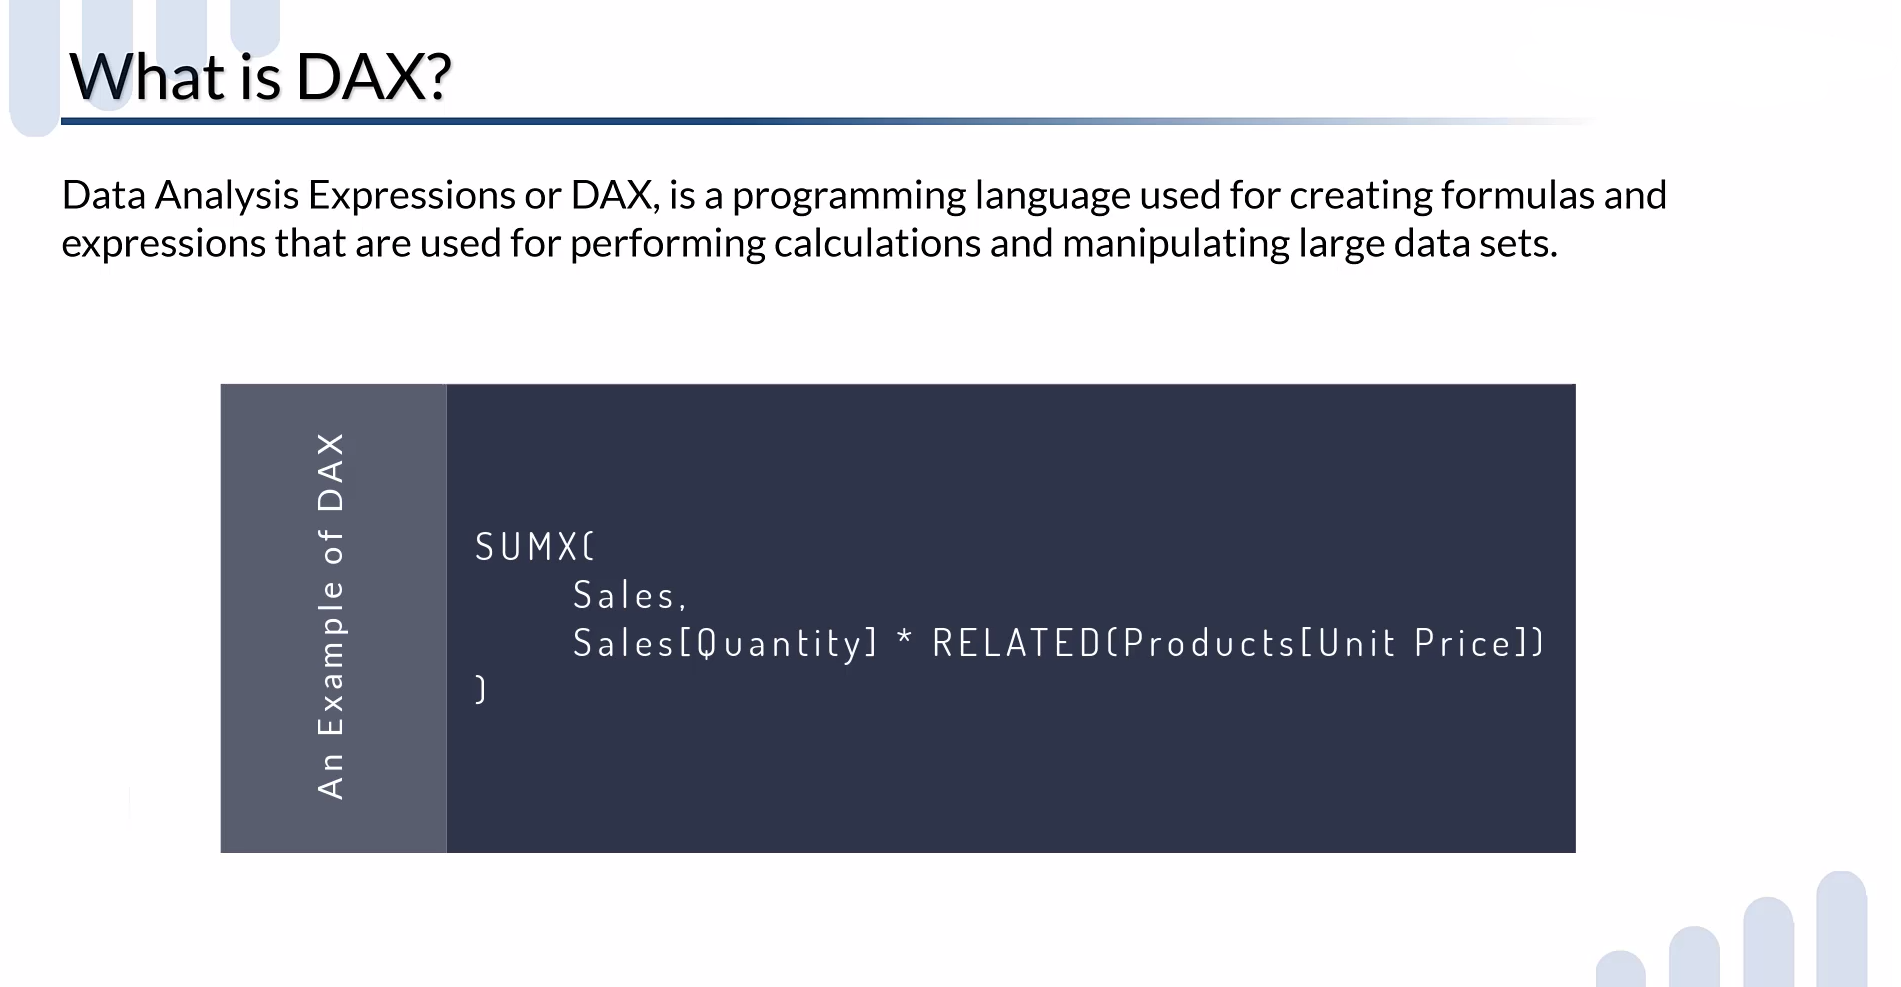 What is DAX?
Data Analysis Expressions or DAX, is a programming language used for creating formulas and
expressions that are used for performing calculations and manipulating large data sets.
An Example of DAX
SUMX(
Sales,
Sales[Quantity] * RELATED(Products[Unit Price])
)